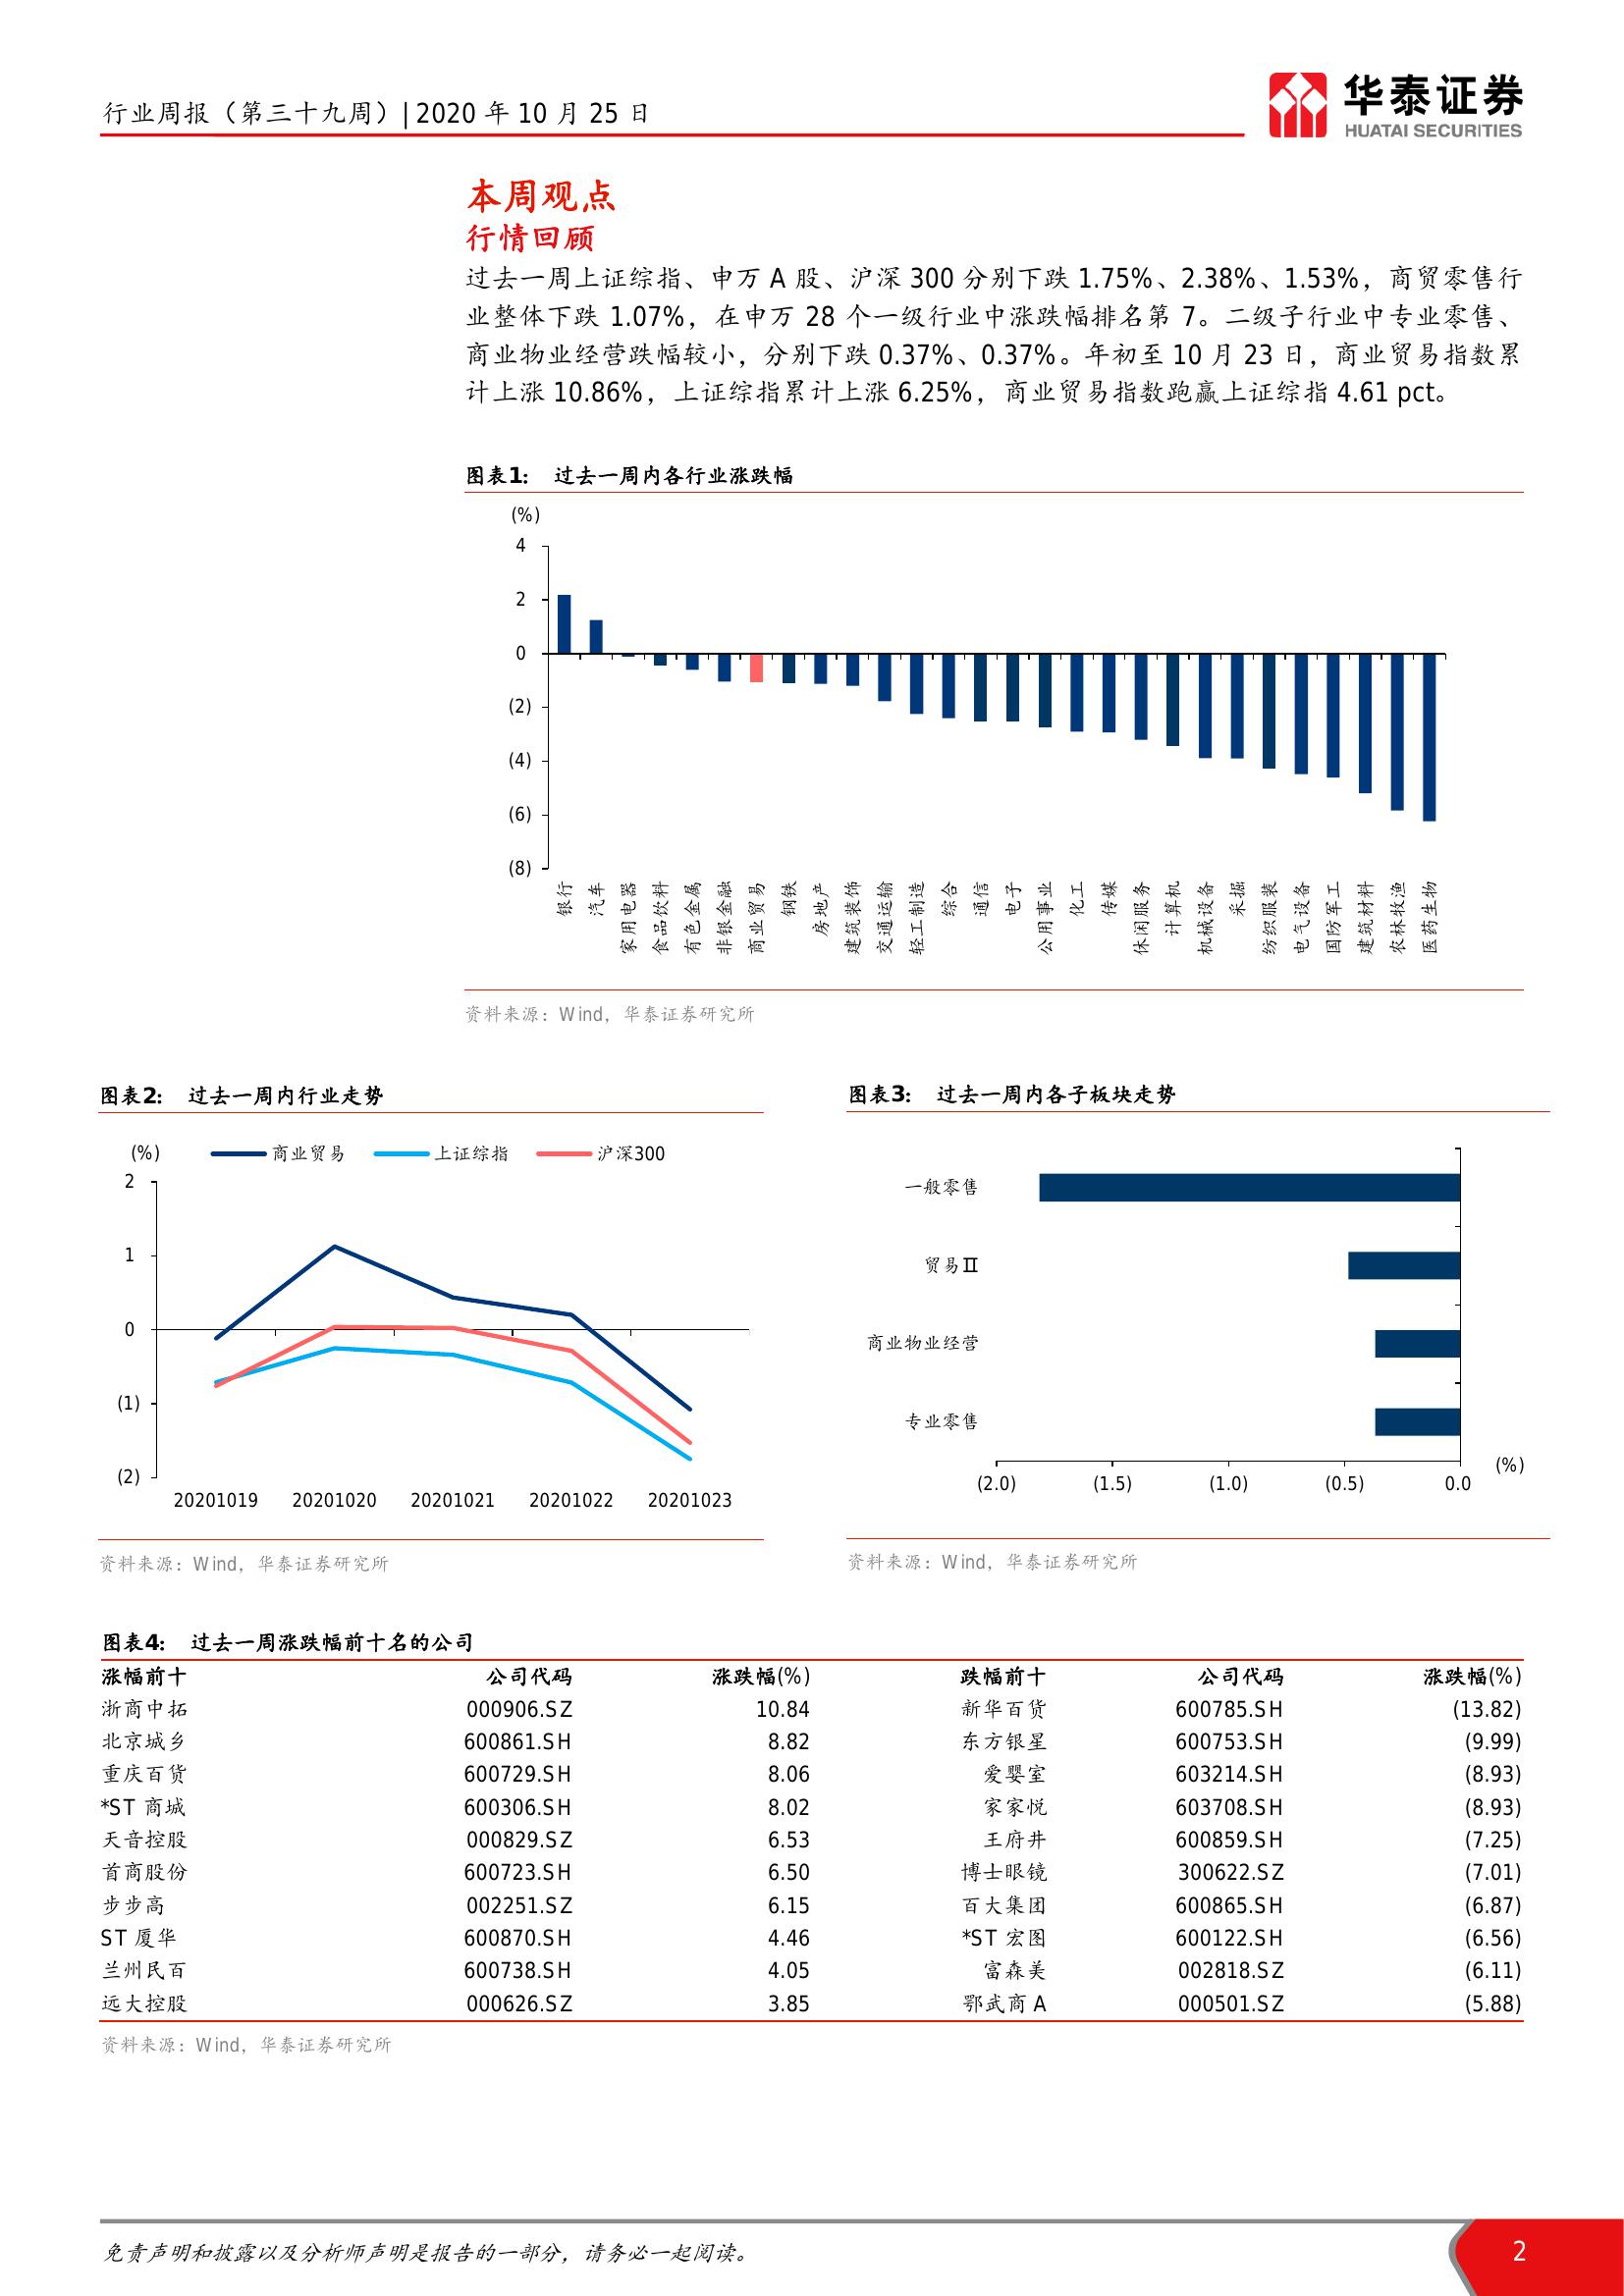 行业周报（第三十九周）| 2020 年 10 月 25 日
华泰证券
HUATAI SECURITIES
本周观点
行情回顾
过去一周上证综指、申万 A 股、沪深 300 分别下跌 1.75%、2.38%、1.53%，商贸零售行
业整体下跌 1.07%，在申万 28 个一级行业中涨跌幅排名第 7。二级子行业中专业零售、
商业物业经营跌幅较小，分别下跌 0.37%、0.37%。年初至 10 月 23 日，商业贸易指数累
计上涨 10.86%，上证综指累计上涨 6.25%，商业贸易指数跑赢上证综指 4.61 pct。
图表1： 过去一周内各行业涨跌幅
(%)
4
2
0
(2)
(4)
(6)
(8)
银行
汽车
家用电器
食品饮料
有色金属
非银金融
商业贸易
钢铁
房地产
建筑装饰
交通运输
轻工制造
综合
通信
电子
公用事业
化工
传媒
休闲服务
计算机
机械设备
采掘
纺织服装
电气设备
国防军工
建筑材料
农林牧渔
医药生物
资料来源：Wind，华泰证券研究所
图表2： 过去一周内行业走势
(%)
商业贸易 上证综指 沪深300
2
1
0
(1)
(2)
20201019 20201020 20201021 20201022 20201023
资料来源：Wind，华泰证券研究所
图表3： 过去一周内各子板块走势
一般零售
贸易Ⅱ
商业物业经营
专业零售
(%)
(2.0) (1.5) (1.0) (0.5) 0.0
资料来源：Wind，华泰证券研究所
图表4： 过去一周涨跌幅前十名的公司
涨幅前十 公司代码 涨跌幅(%) 跌幅前十 公司代码 涨跌幅(%)
浙商中拓 000906.SZ 10.84 新华百货 600785.SH (13.82)
北京城乡 600861.SH 8.82 东方银星 600753.SH (9.99)
重庆百货 600729.SH 8.06 爱婴室 603214.SH (8.93)
*ST 商城 600306.SH 8.02 家家悦 603708.SH (8.93)
天音控股 000829.SZ 6.53 王府井 600859.SH (7.25)
首商股份 600723.SH 6.50 博士眼镜 300622.SZ (7.01)
步步高 002251.SZ 6.15 百大集团 600865.SH (6.87)
ST 厦华 600870.SH 4.46 *ST 宏图 600122.SH (6.56)
兰州民百 600738.SH 4.05 富森美 002818.SZ (6.11)
远大控股 000626.SZ 3.85 鄂武商 A 000501.SZ (5.88)
资料来源：Wind，华泰证券研究所
免责声明和披露以及分析师声明是报告的一部分，请务必一起阅读。
2